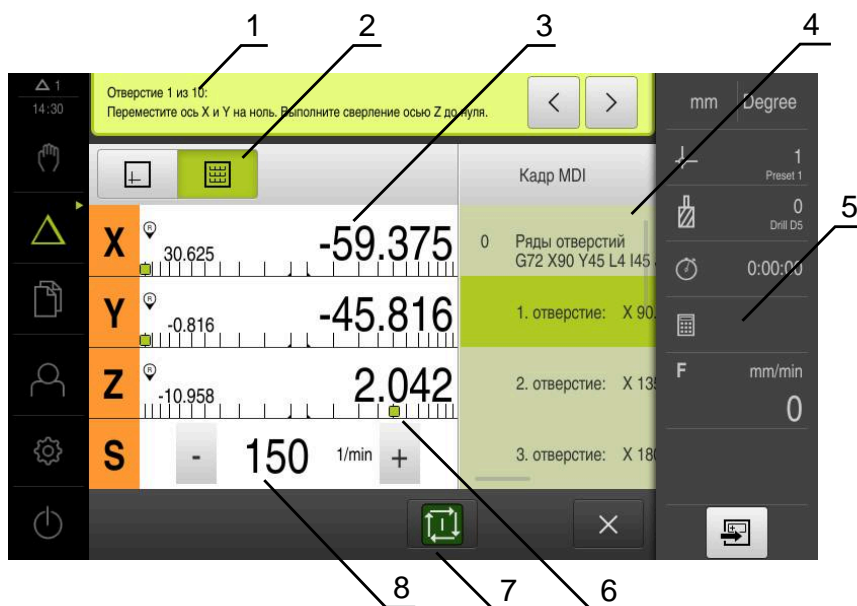 1
2
3
4
1
14:30
Отверстие 1 из 10:
Переместите ось X и Y на ноль. Выполните сверление осью Z до нуля.
<
>
mm
Degree
Кадр MDI
1
Preset 1
0
Drill D5
5
0:00:00
X
R
30.625
-59.375
0
Ряды отверстий
G72 X90 Y45 L4 I45
Y
R
-0.816
-45.816
1. отверстие: X 90.
Z
R
-10.958
2.042
2. отверстие: X 135
F
mm/min
0
S
-
150
1/min
+
3. отверстие: X 180
8
7
6